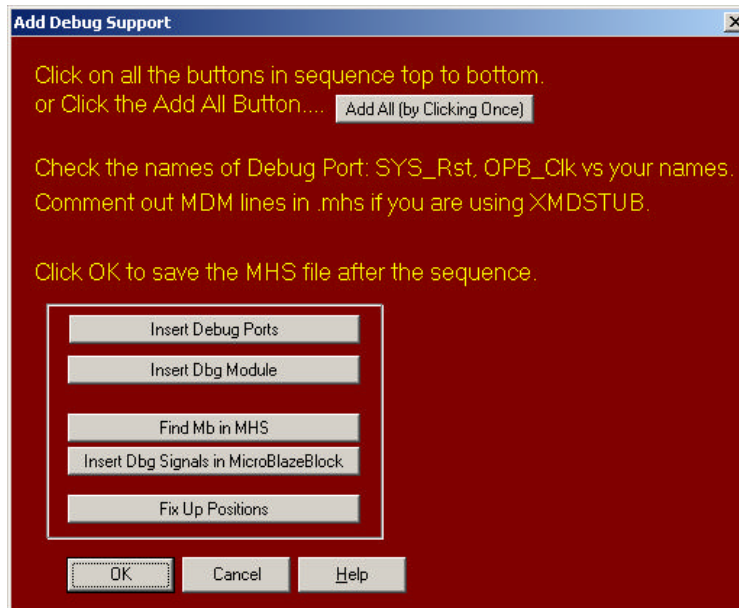 Add Debug Support
Click on all the buttons in sequence top to bottom.
or Click the Add All Button.... Add All (by Clicking Once)
Check the names of Debug Port: SYS_Rst, OPB_Clk vs your names.
Comment out MDM lines in .mhs if you are using XMDSTUB.
Click OK to save the MHS file after the sequence.
Insert Debug Ports
Insert Dbg Module
Find Mb in MHS
Insert Dbg Signals in MicroBlazeBlock
Fix Up Positions
OK Cancel Help